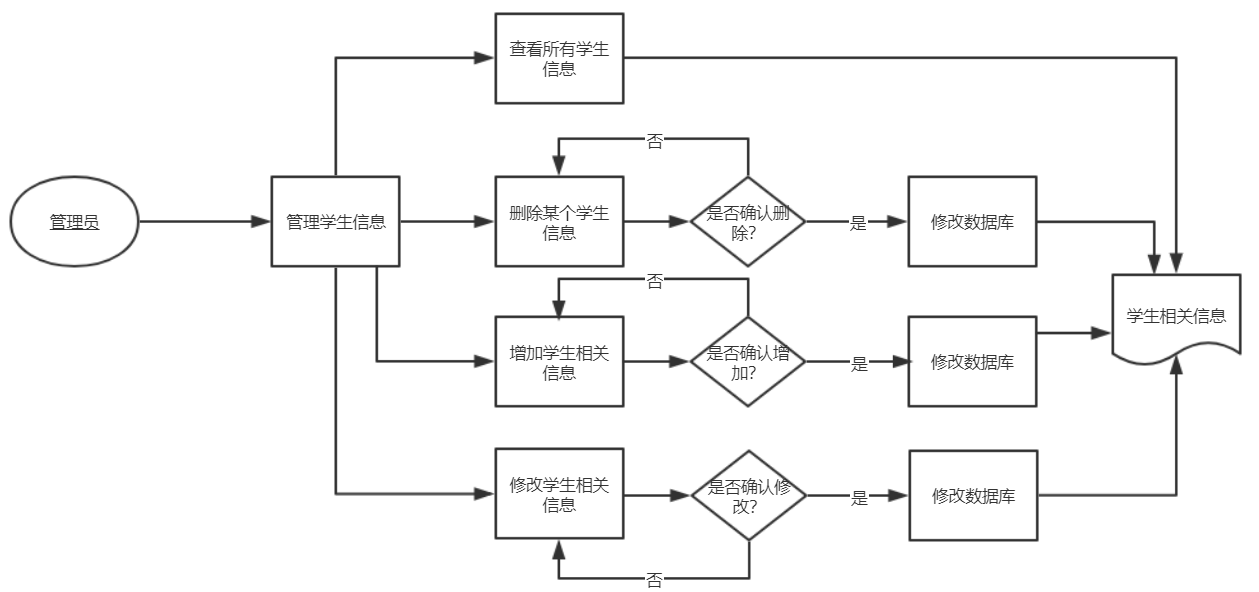 查看所有学生
信息
否
管理员
管理学生信息
删除某个学生
信息
是否确认删
除?
是
修改数据库
否
学生相关信息
增加学生相关
信息
是否确认增
加?
是
修改数据库
修改学生相关
信息
是否确认修
改?
是
修改数据库
否